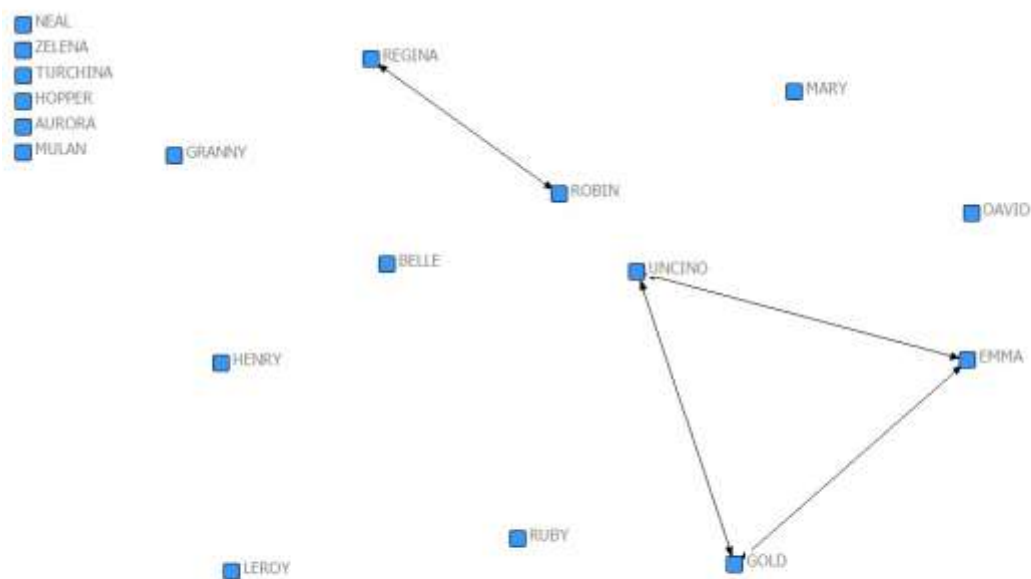 NEAL
ZELENA
TURCHINA
HOPPER
AURORA
MULAN
REGINA
MARY
GRANNY
ROBIN
DAVID
BELLE
UNCINO
HENRY
EMMA
RUBY
GOLD
LEROY